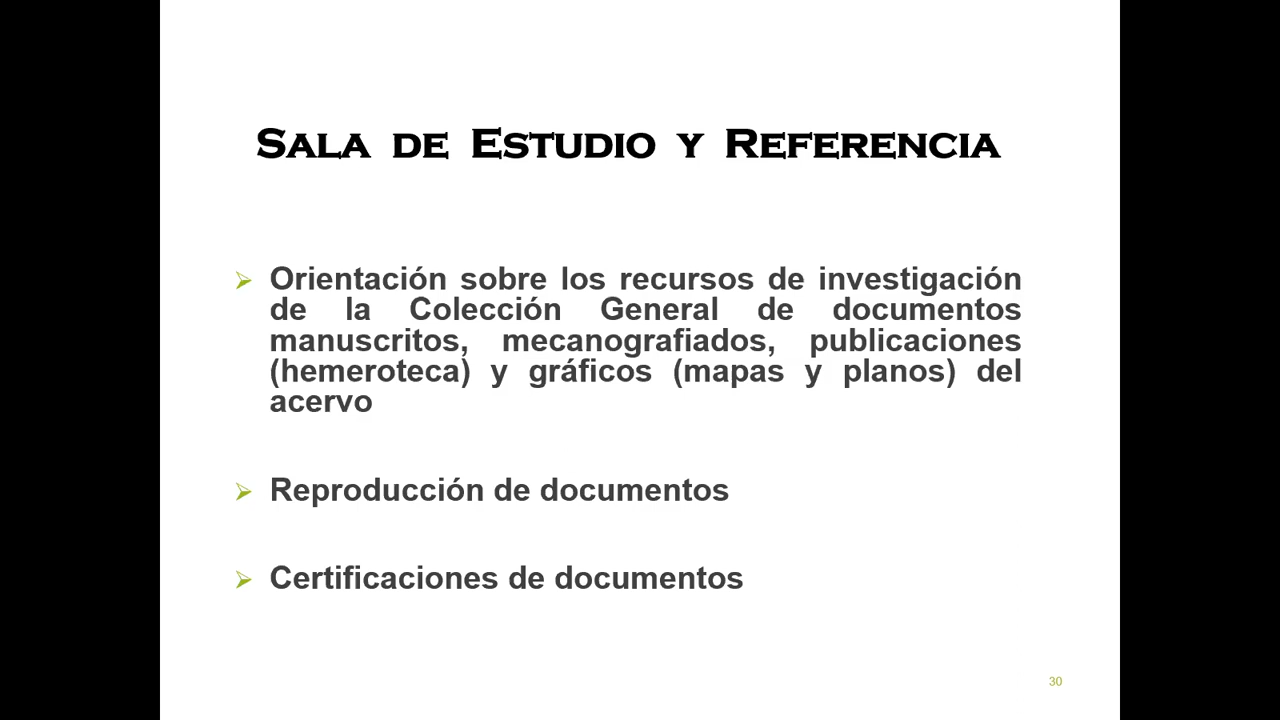 Sala de Estudio y Referencia
Orientación sobre los recursos de investigación
de la Colección General de documentos
manuscritos, mecanografiados, publicaciones
(hemeroteca) y gráficos (mapas y planos) del
acervo
Reproducción de documentos
Certificaciones de documentos
30